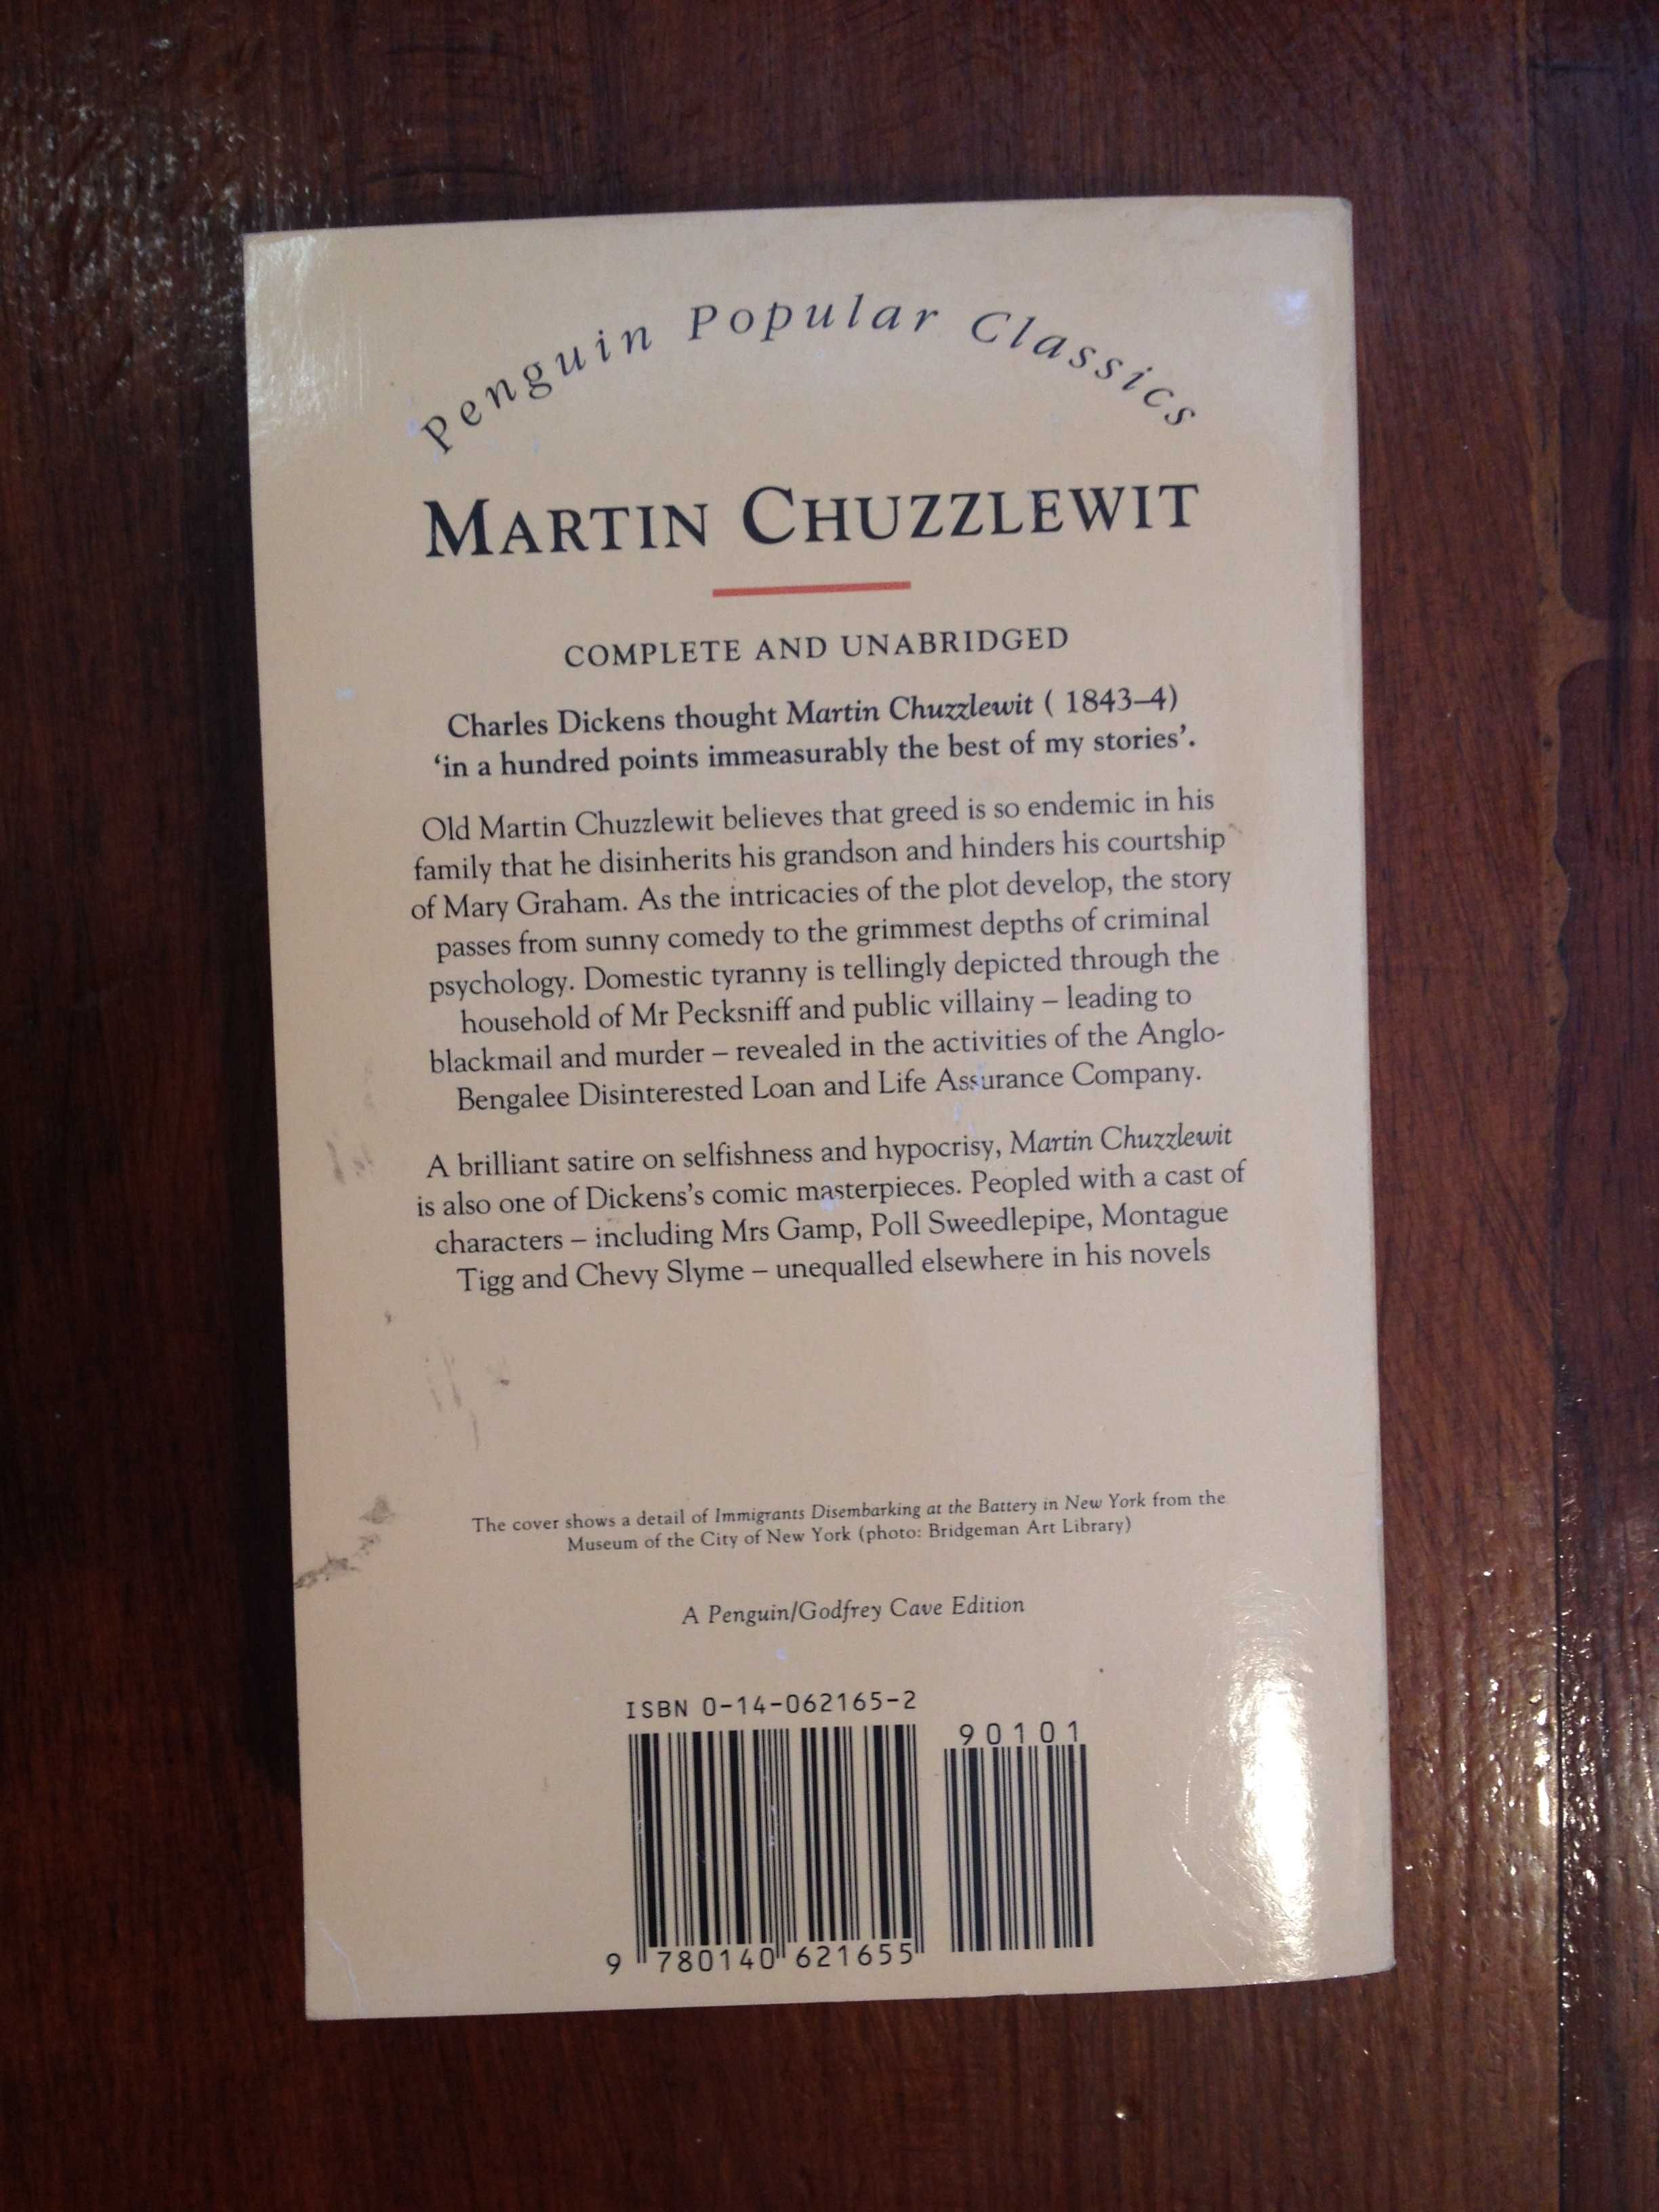 Penguin Popular Classics
MARTIN CHUZZLEWIT
COMPLETE AND UNABRIDGED
Charles Dickens thought Martin Chuzzlewit ( 1843–4)
‘in a hundred points immeasurably the best of my stories’.
Old Martin Chuzzlewit believes that greed is so endemic in his
family that he disinherits his grandson and hinders his courtship
of Mary Graham. As the intricacies of the plot develop, the story
passes from sunny comedy to the grimmest depths of criminal
psychology. Domestic tyranny is tellingly depicted through the
household of Mr Pecksniff and public villainy – leading to
blackmail and murder – revealed in the activities of the Anglo-
Bengalee Disinterested Loan and Life Assurance Company.
A brilliant satire on selfishness and hypocrisy, Martin Chuzzlewit
is also one of Dickens’s comic masterpieces. Peopled with a cast of
characters – including Mrs Gamp, Poll Sweedlepipe, Montague
Tigg and Chevy Slyme – unequalled elsewhere in his novels
The cover shows a detail of Immigrants Disembarking at the Battery in New York from the
Museum of the City of New York (photo: Bridgeman Art Library)
A Penguin/Godfrey Cave Edition
ISBN 0-14-062165-2
90101
9 780140 621655